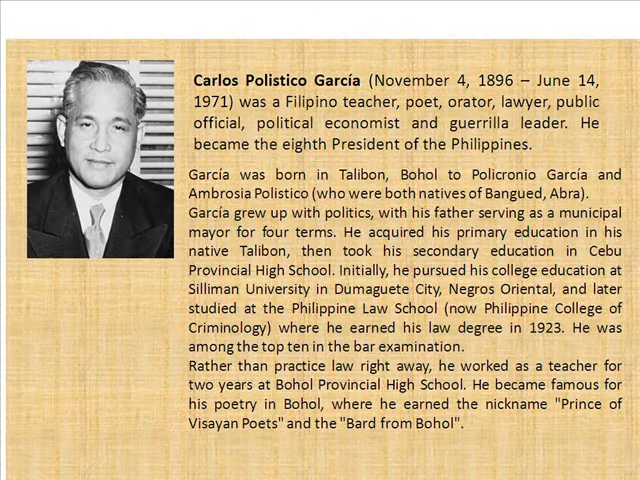 Carlos Polistico García (November 4, 1896 – June 14,
1971) was a Filipino teacher, poet, orator, lawyer, public
official, political economist and guerrilla leader. He
became the eighth President of the Philippines.
García was born in Talibon, Bohol to Policronio García and
Ambrosia Polistico (who were both natives of Bangued, Abra).
García grew up with politics, with his father serving as a municipal
mayor for four terms. He acquired his primary education in his
native Talibon, then took his secondary education in Cebu
Provincial High School. Initially, he pursued his college education at
Silliman University in Dumaguete City, Negros Oriental, and later
studied at the Philippine Law School (now Philippine College of
Criminology) where he earned his law degree in 1923. He was
among the top ten in the bar examination.
Rather than practice law right away, he worked as a teacher for
two years at Bohol Provincial High School. He became famous for
his poetry in Bohol, where he earned the nickname "Prince of
Visayan Poets" and the "Bard from Bohol".